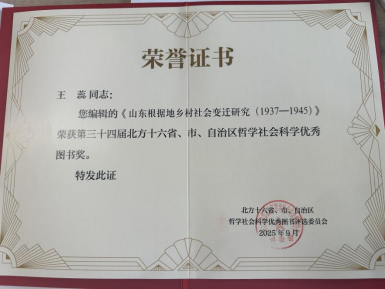 荣誉证书
王 蕊 同志：
您编辑的《山东根据地乡村社会变迁研究（1937—1945）》
荣获第三十四届北方十六省、市、自治区哲学社会科学优秀
图书奖。
特发此证
北方十六省、市、自治区
哲学社会科学优秀图书评选委员会
2025年9月